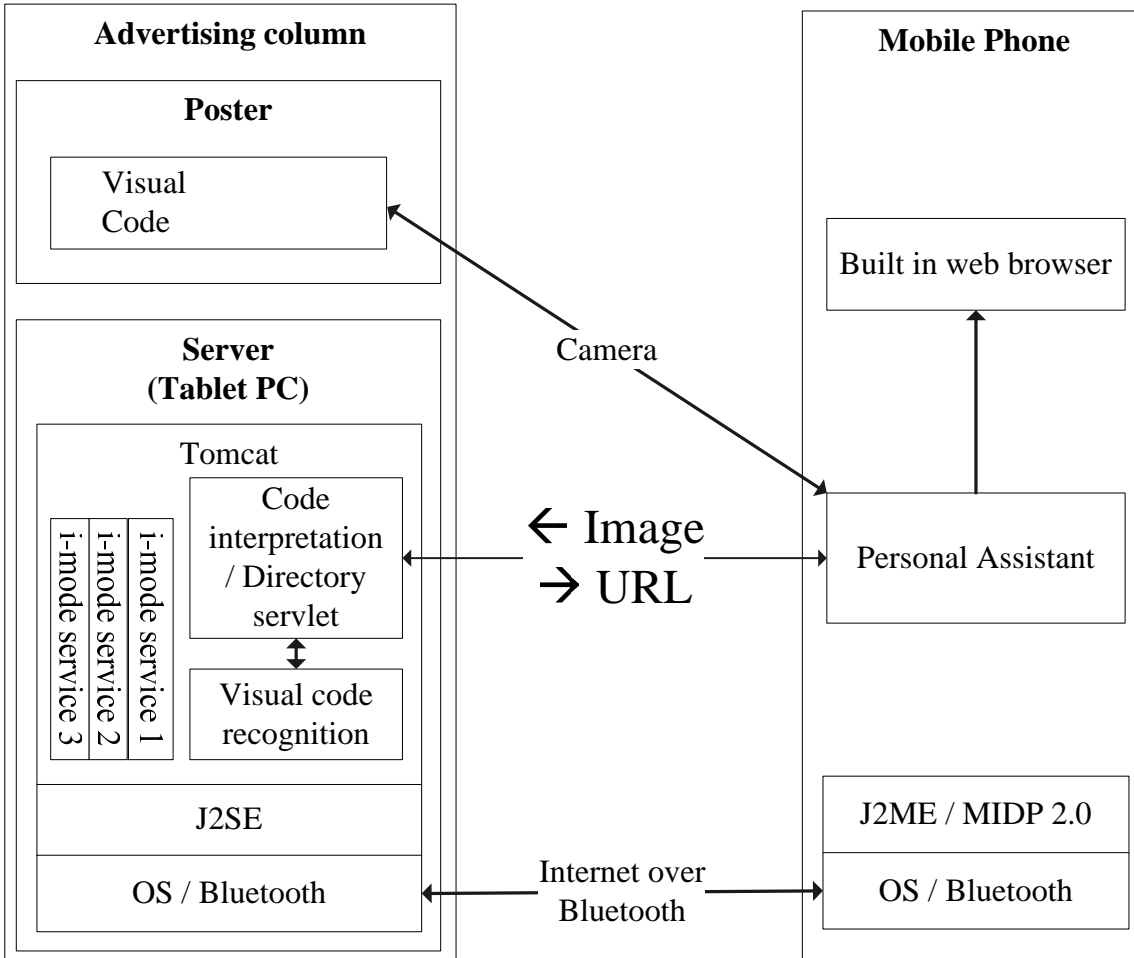 Advertising column
Poster
Visual
Code
Server
(Tablet PC)
Tomcat
Code
interpretation
/ Directory
servlet
i-mode service 3
i-mode service 2
i-mode service 1
Visual code
recognition
J2SE
OS / Bluetooth
Camera
← Image
→ URL
Internet over
Bluetooth
Mobile Phone
Built in web browser
Personal Assistant
J2ME / MIDP 2.0
OS / Bluetooth